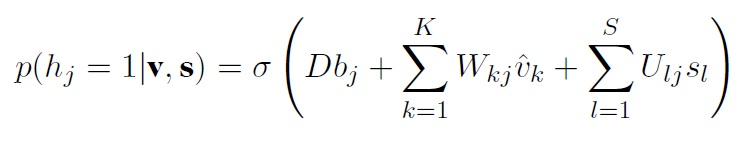 p(h_j = 1|\mathbf{v}, \mathbf{s}) = \sigma \left( Db_j + \sum_{k=1}^{K} W_{kj} \hat{v}_k + \sum_{l=1}^{S} U_{lj} s_l \right)